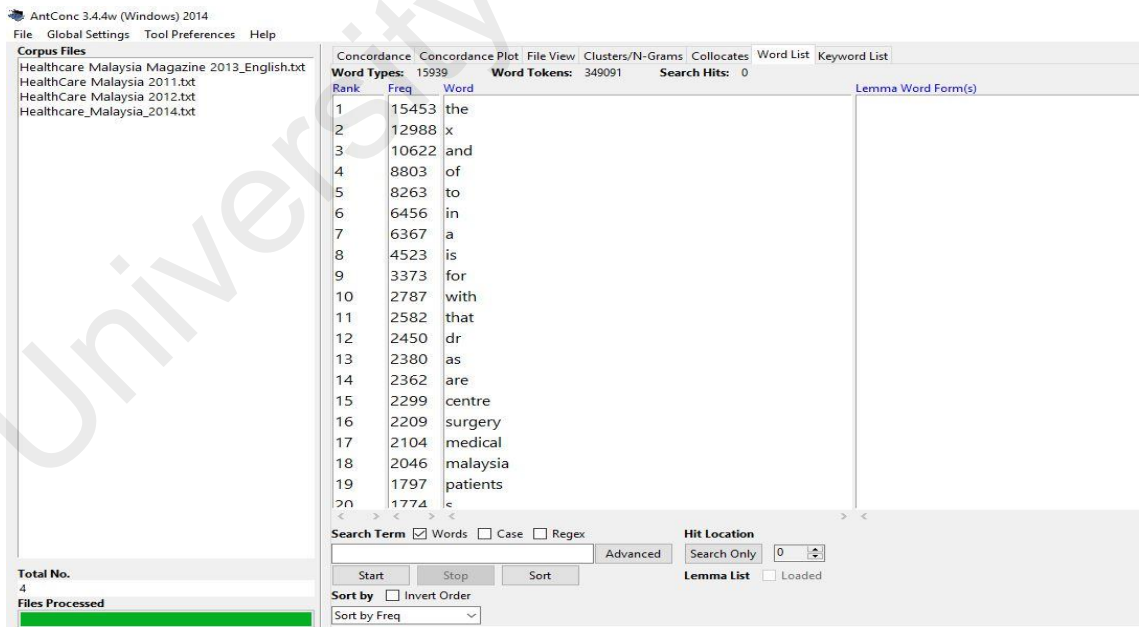 AntConc 3.4.4w (Windows) 2014
File Global Settings Tool Preferences Help
Corpus Files
Healthcare Malaysia Magazine 2013_English.txt
HealthCare Malaysia 2011.txt
HealthCare Malaysia 2012.txt
Healthcare_Malaysia_2014.txt
Concordance Concordance Plot File View Clusters/N-Grams Collocates Word List Keyword List
Word Types: 15939 Word Tokens: 349091 Search Hits: 0
Rank Freq Word Lemma Word Form(s)
1 15453 the
2 12988 x
3 10622 and
4 8803 of
5 8263 to
6 6456 in
7 6367 a
8 4523 is
9 3373 for
10 2787 with
11 2582 that
12 2450 dr
13 2380 as
14 2362 are
15 2299 centre
16 2209 surgery
17 2104 medical
18 2046 malaysia
19 1797 patients
20 1774 s
Search Term Words Case Regex Hit Location
Advanced Search Only 0
Start Stop Sort Lemma List Loaded
Sort by Invert Order
Sort by Freq
Total No.
4
Files Processed
University